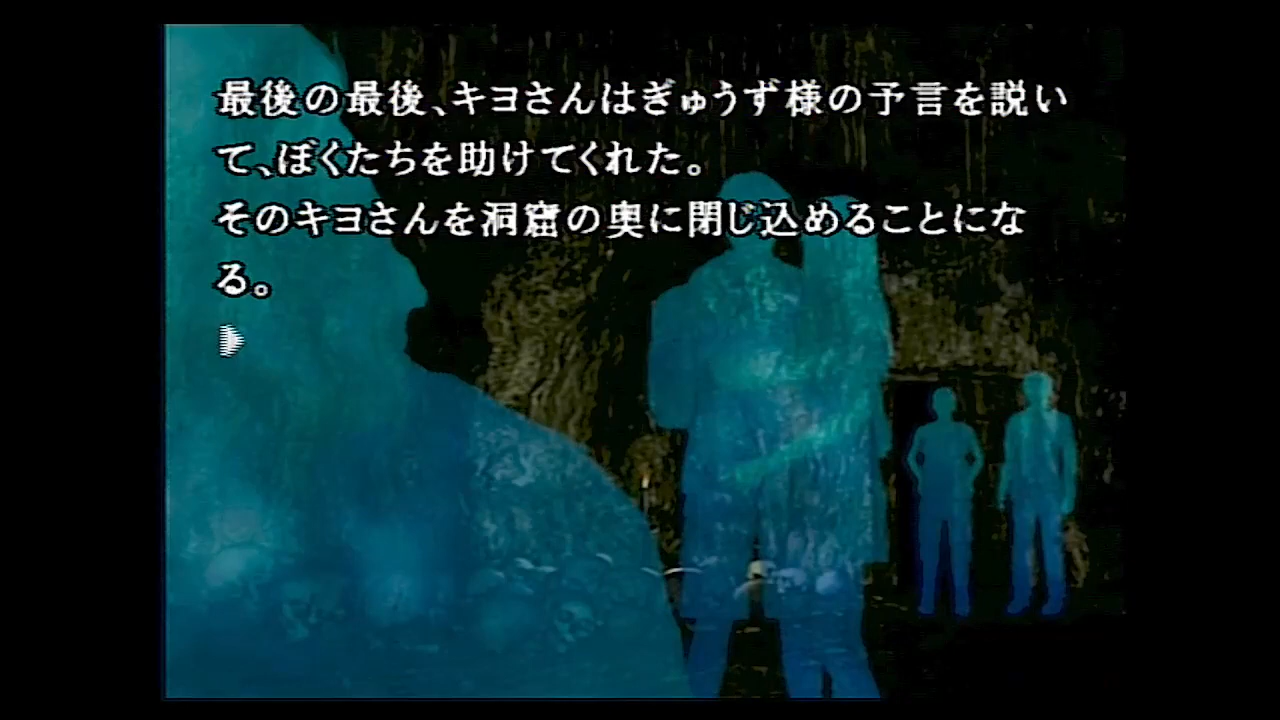 最後の最後、キヨさんはぎゅうず様の予言を説い
て、ぼくたちを助けてくれた。
そのキヨさんを洞窟の奥に閉じ込めることにな
る。